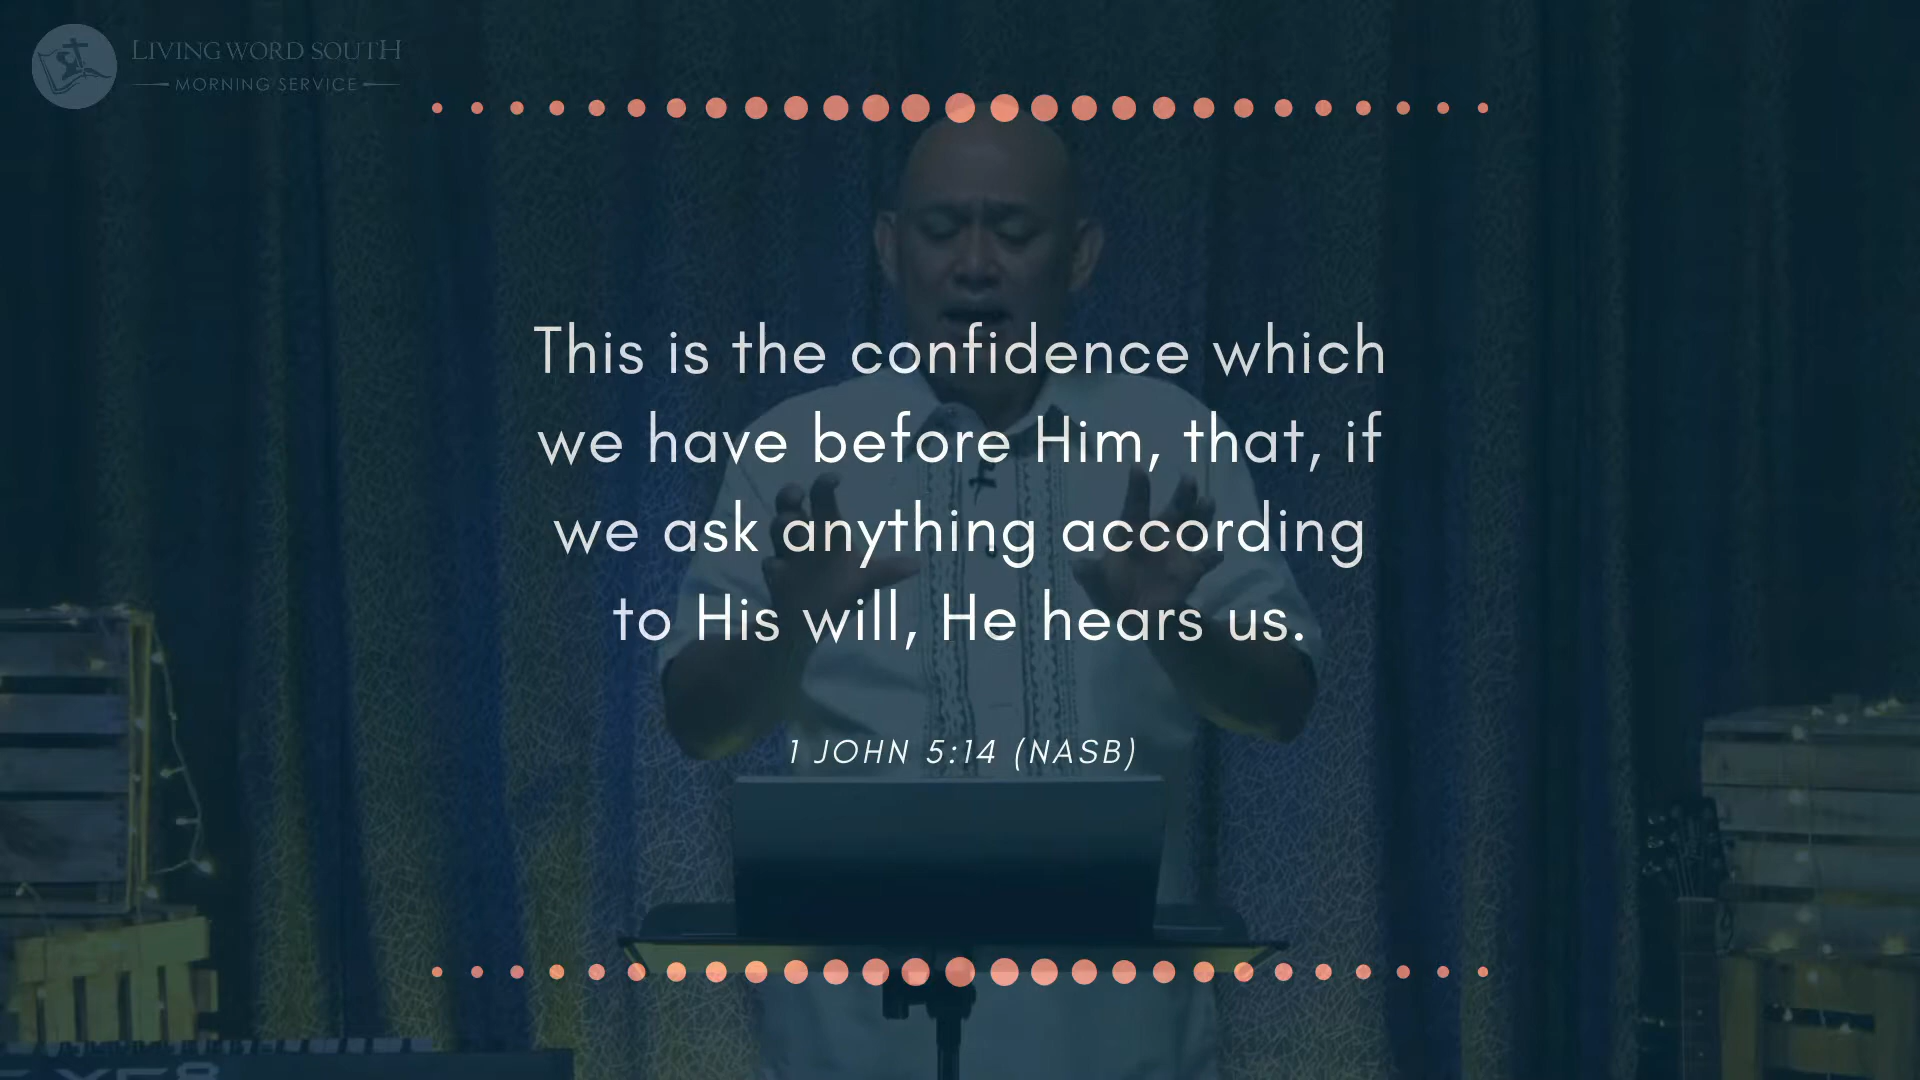 LIVING WORD SOUTH
MORNING SERVICE
This is the confidence which
we have before Him, that, if
we ask anything according
to His will, He hears us.
1 JOHN 5:14 (NASB)